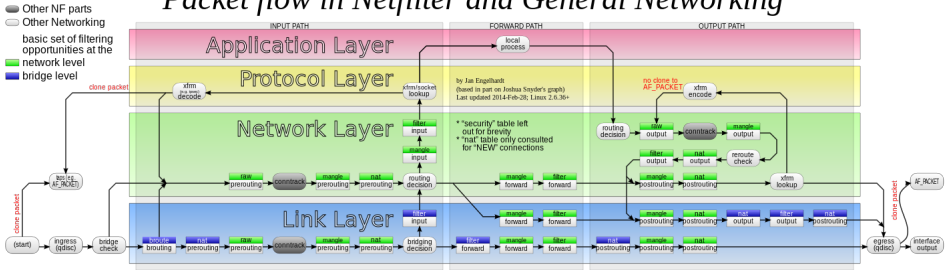 Packet flow in Netfilter and General Networking
Other NF parts
Other Networking
basic set of filtering
opportunities at the
network level
bridge level
INPUT PATH
FORWARD PATH
OUTPUT PATH
Application Layer
local
process
Protocol Layer
clone packet
xfrm
decode
xfrm/socket
lookup
by Jan Engelhardt
(based in part on Joshua Snyder's graph)
Last updated 2014-Feb-28; Linux 2.6.36+
no clone to
AF_PACKET
xfrm
encode
Network Layer
filter
input
mangle
input
* "security" table left
out for brevity
* "nat" table only consulted
for "NEW" connections
routing
decision
raw
output
conntrack
mangle
output
filter
output
nat
output
reroute
check
AF_PACKET)
raw
prerouting
conntrack
mangle
prerouting
nat
prerouting
routing
decision
mangle
forward
filter
forward
mangle
postrouting
nat
postrouting
xfrm
lookup
AF_PACKET
clone packet
clone packet
Link Layer
filter
input
mangle
forward
filter
forward
mangle
postrouting
nat
postrouting
nat
output
filter
output
nat
postrouting
(start)
ingress
(qdisc)
bridge
check
broute
brouting
nat
prerouting
raw
prerouting
conntrack
mangle
prerouting
nat
prerouting
bridging
decision
filter
forward
mangle
forward
filter
forward
nat
postrouting
mangle
postrouting
nat
postrouting
egress
(qdisc)
interface
output